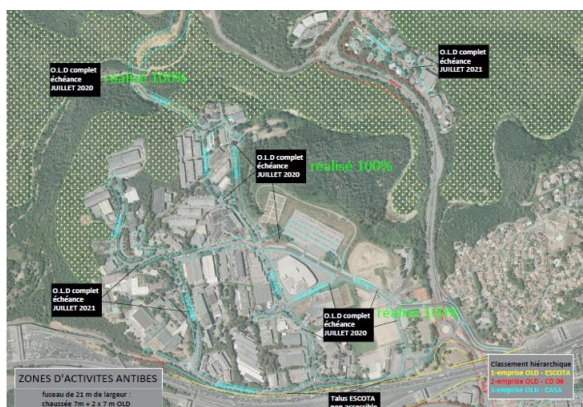 O.L.D complet
échéance
JUILLET 2020
réalisé 100%
O.L.D complet
échéance
JUILLET 2021
O.L.D complet
échéance
JUILLET 2020
réalisé 100%
O.L.D complet
échéance
JUILLET 2021
O.L.D complet
échéance
JUILLET 2020
réalisé 100%
ZONES D'ACTIVITES ANTIBES
fuseau de 21 m de largeur :
chaussée 7m + 2 x 7 m OLD
Talus ESCOTA
non accessible
Classement hiérarchique
1-emprise OLD - ESCOTA
2-emprise OLD - CD 06
3-emprise OLD - CASA